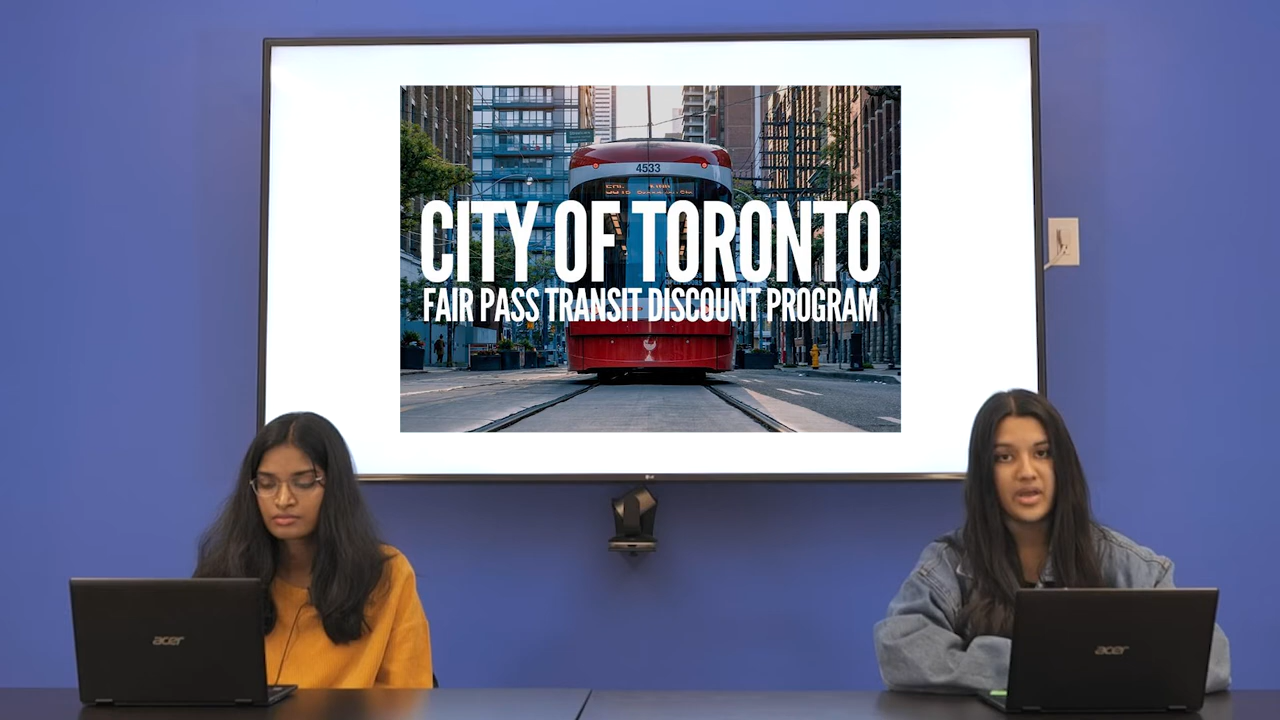 4533
CITY OF TORONTO
FAIR PASS TRANSIT DISCOUNT PROGRAM
acer
acer